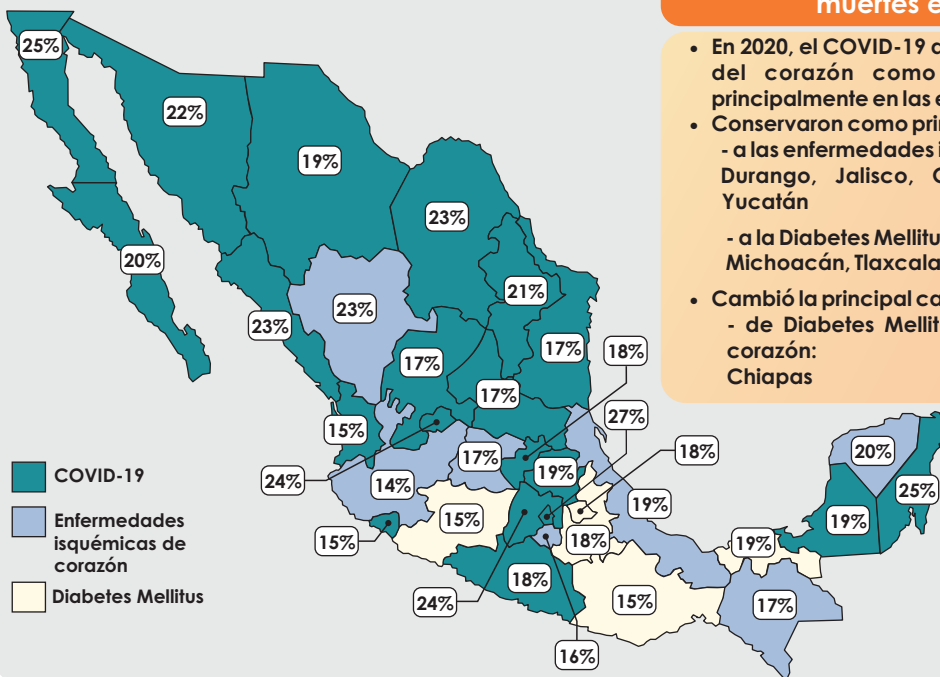 muertes e
• En 2020, el COVID-19 d
del corazón como
principalmente en las e
• Conservaron como prin
- a las enfermedades i
Durango, Jalisco, G
Yucatán
- a la Diabetes Mellitu
Michoacán, Tlaxcala
• Cambió la principal ca
- de Diabetes Mellit
corazón:
Chiapas
25%
22%
19%
23%
20%
21%
23%
23%
17%
17%
18%
17%
27%
15%
24%
17%
19%
18%
20%
14%
15%
19%
25%
19%
15%
18%
19%
18%
24%
15%
17%
16%
COVID-19
Enfermedades
isquémicas de
corazón
Diabetes Mellitus